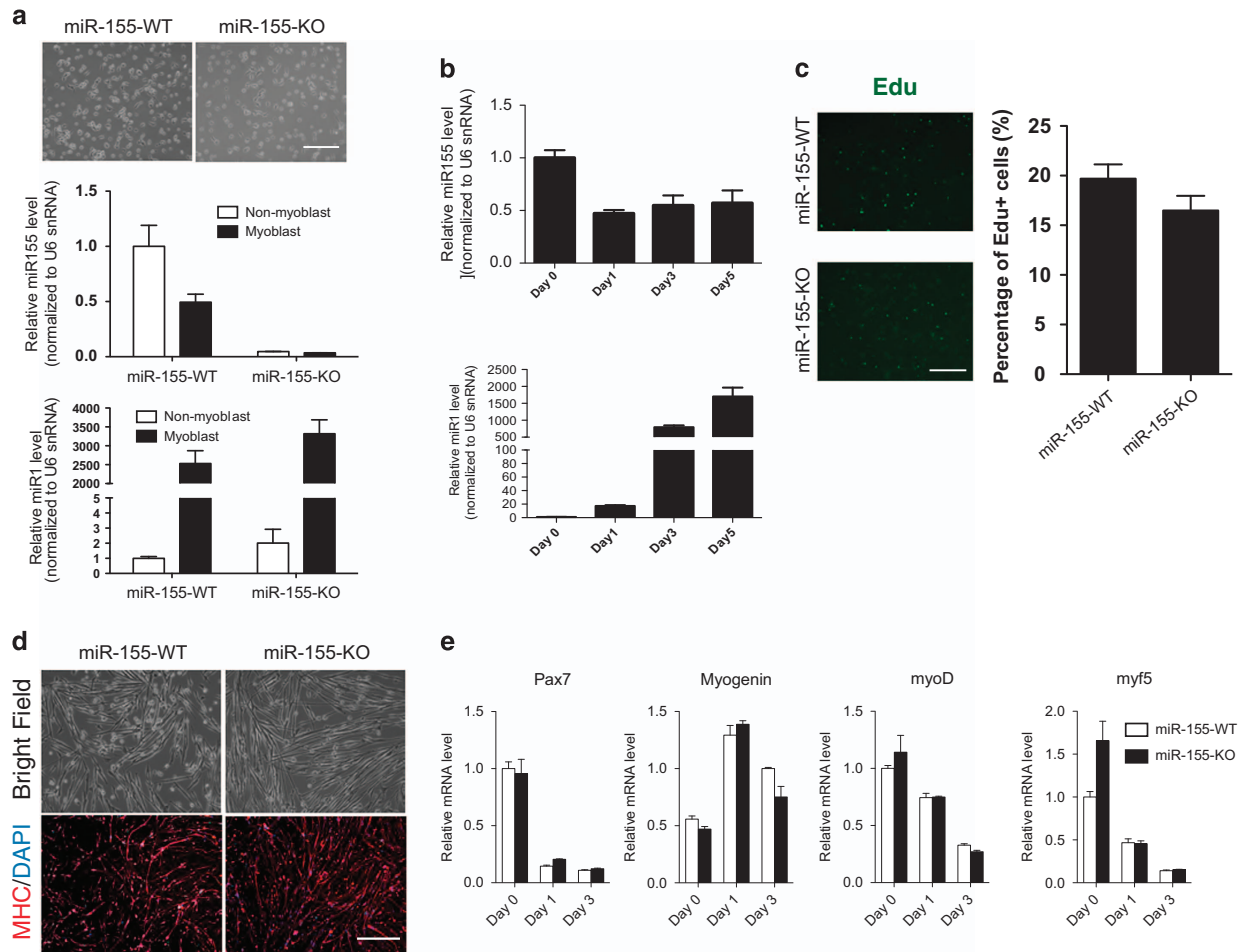 a
miR-155-WT
miR-155-KO
Relative miR155 level
(normalized to U6 snRNA)
1.5
1.0
0.5
0.0
Non-myoblast
Myoblast
miR-155-WT
miR-155-KO
Relative miR1 level
(normalized to U6 snRNA)
4000
3500
3000
2500
2000
5
4
3
2
1
0
Non-myoblast
Myoblast
miR-155-WT
miR-155-KO
b
Relative miR155 level
](normalized to U6 snRNA)
1.5
1.0
0.5
0.0
Day 0
Day1
Day3
Day5
Relative miR1 level
(normalized to U6 snRNA)
2500
2000
1500
1000
500
100
80
60
40
20
0
Day 0
Day1
Day3
Day5
c
Edu
miR-155-WT
miR-155-KO
Percentage of Edu+ cells (%)
25
20
15
10
5
0
miR-155-WT
miR-155-KO
d
miR-155-WT
miR-155-KO
Bright Field
MHC/DAPI
e
Pax7
Relative mRNA level
1.5
1.0
0.5
0.0
Day 0
Day 1
Day 3
Myogenin
Relative mRNA level
1.5
1.0
0.5
0.0
Day 0
Day 1
Day 3
myoD
Relative mRNA level
1.5
1.0
0.5
0.0
Day 0
Day 1
Day 3
myf5
Relative mRNA level
2.0
1.5
1.0
0.5
0.0
miR-155-WT
miR-155-KO
Day 0
Day 1
Day 3